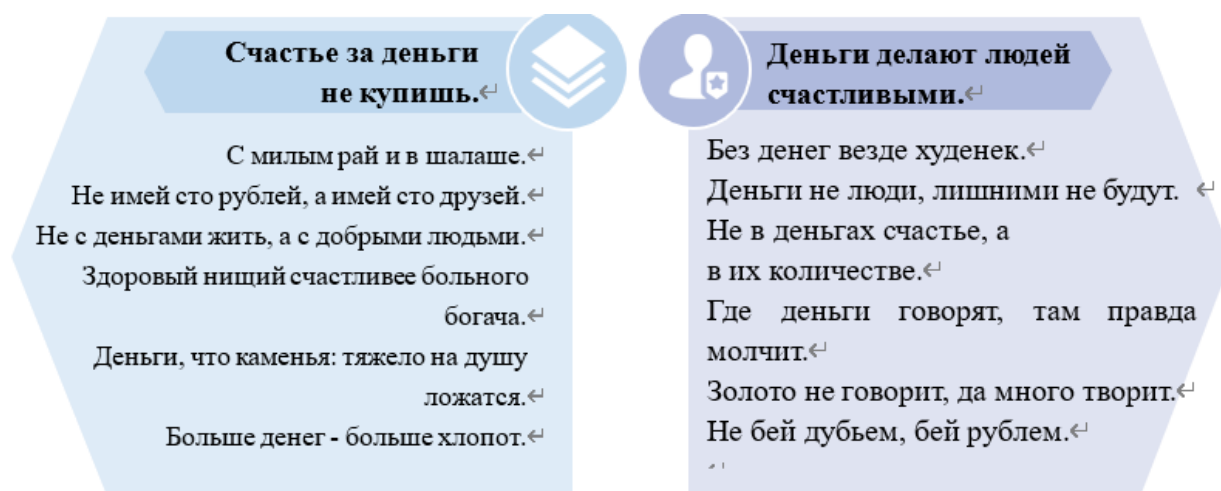 Счастье за деньги
не купишь.↵
С милым рай и в шалаше.↵
Не имей сто рублей, а имей сто друзей.↵
Не с деньгами жить, а с добрыми людьми.↵
Здоровый нищий счастливее больного
богача.↵
Деньги, что каменья: тяжело на душу
ложатся.↵
Больше денег - больше хлопот.↵
Деньги делают людей
счастливыми.↵
Без денег везде худенек.↵
Деньги не люди, лишними не будут. ↵
Не в деньгах счастье, а
в их количестве.↵
Где деньги говорят, там правда
молчит.↵
Золото не говорит, да много творит.↵
Не бей дубьем, бей рублем.↵
↵